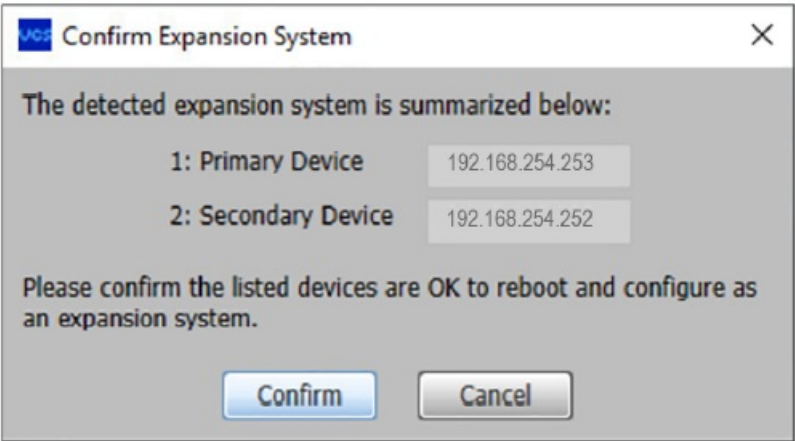 ves Confirm Expansion System
The detected expansion system is summarized below:
1: Primary Device 192.168.254.253
2: Secondary Device 192.168.254.252
Please confirm the listed devices are OK to reboot and configure as
an expansion system.
Confirm Cancel